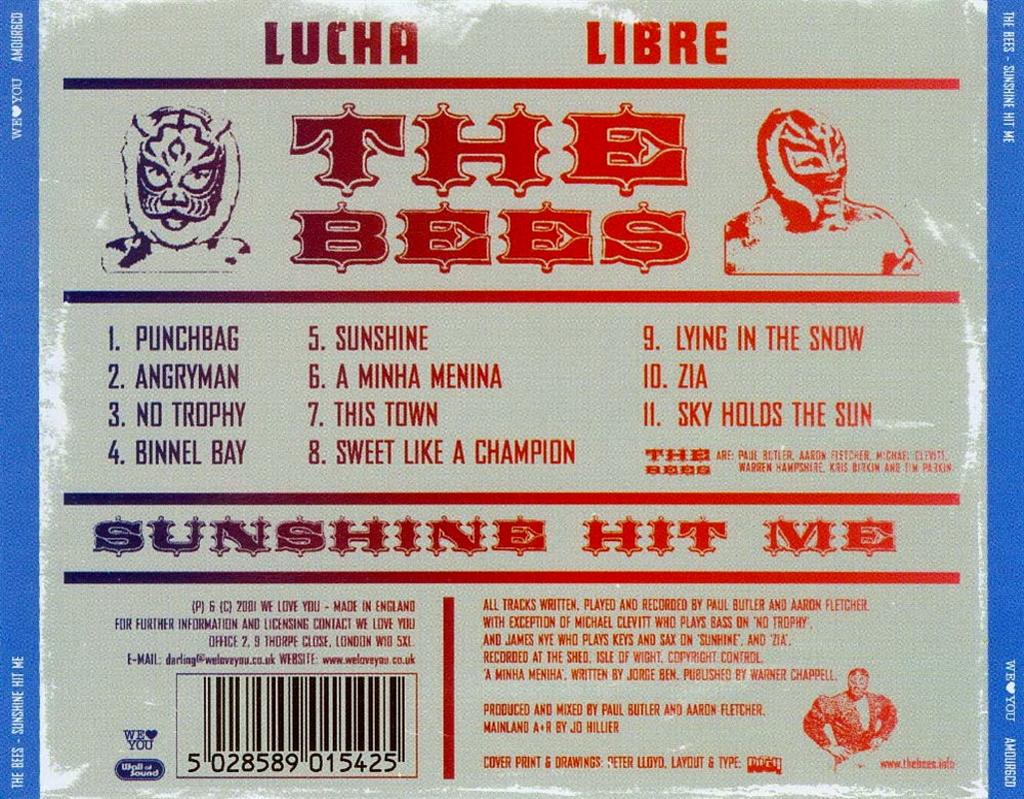 LUCHA LIBRE
THE
BEES
1. PUNCHBAG
2. ANGRYMAN
3. NO TROPHY
4. BINNEL BAY
5. SUNSHINE
6. A MINHA MENINA
7. THIS TOWN
8. SWEET LIKE A CHAMPION
9. LYING IN THE SNOW
10. ZIA
11. SKY HOLDS THE SUN
THE BEES ARE: PAUL BUTLER, AARON FLETCHER, MICHAEL CLEVITT,
WARREN HAMPSHIRE, KRIS BIRKIN AND TIM PARKIN
SUNSHINE HIT ME
(P) & (C) 2001 WE LOVE YOU - MADE IN ENGLAND
FOR FURTHER INFORMATION AND LICENSING CONTACT WE LOVE YOU
OFFICE 2, 9 THORPE CLOSE, LONDON W10 5XL.
E-MAIL: darling@weloveyou.co.uk WEBSITE: www.weloveyou.co.uk
WE♥
YOU
Wall of
Sound
5 028589 015425
ALL TRACKS WRITTEN, PLAYED AND RECORDED BY PAUL BUTLER AND AARON FLETCHER.
WITH EXCEPTION OF MICHAEL CLEVITT WHO PLAYS BASS ON 'NO TROPHY',
AND JAMES NYE WHO PLAYS KEYS AND SAX ON 'SUNHINE', AND 'ZIA'.
RECORDED AT THE SHED, ISLE OF WIGHT. COPYRIGHT CONTROL.
'A MINHA MENIHA', WRITTEN BY JORGE BEN. PUBLISHED BY WARNER CHAPPELL.
PRODUCED AND MIXED BY PAUL BUTLER AND AARON FLETCHER.
MAINLAND A+R BY JO HILLIER
COVER PRINT & DRAWINGS: PETER LLOYD. LAYOUT & TYPE:
www.thebees.info
THE BEES - SUNSHINE HIT ME
WE♥YOU AMOUR6CD
THE BEES - SUNSHINE HIT ME
WE♥YOU AMOUR6CD